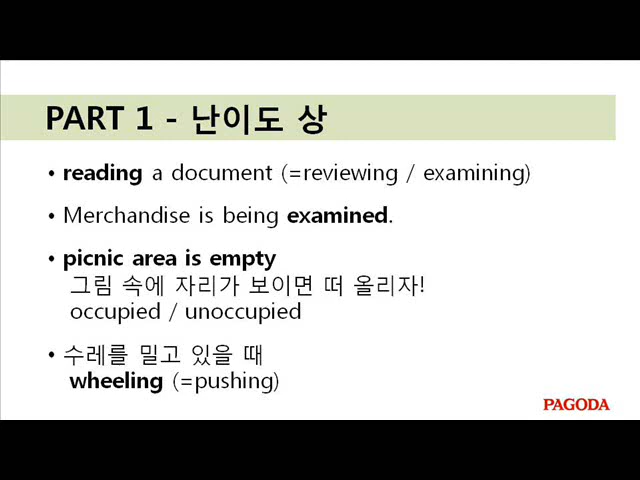 PART 1 - 난이도 상
• reading a document (=reviewing / examining)
• Merchandise is being examined.
• picnic area is empty
그림 속에 자리가 보이면 떠 올리자!
occupied / unoccupied
• 수레를 밀고 있을 때
wheeling (=pushing)
PAGODA